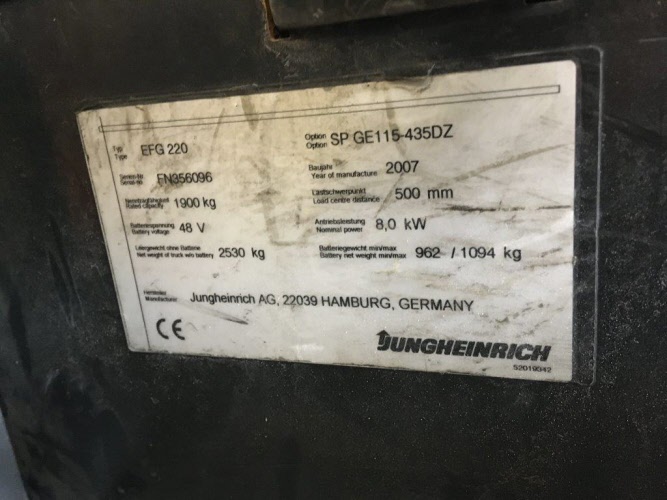 Typ
Type EFG 220
Option
Option SP GE115-435DZ
Serien-Nr.
Serial-no. FN356096
Baujahr
Year of manufacture 2007
Nenntragfähigkeit
Rated capacity 1900 kg
Lastschwerpunkt
Load centre distance 500 mm
Batteriespannung
Battery voltage 48 V
Antriebsleistung
Nominal power 8,0 kW
Leergewicht ohne Batterie
Net weight of truck w/o battery 2530 kg
Batteriegewicht min/max
Battery net weight min/max 962 / 1094 kg
Hersteller
Manufacturer Jungheinrich AG, 22039 HAMBURG, GERMANY
CE
JUNGHEINRICH
52019342